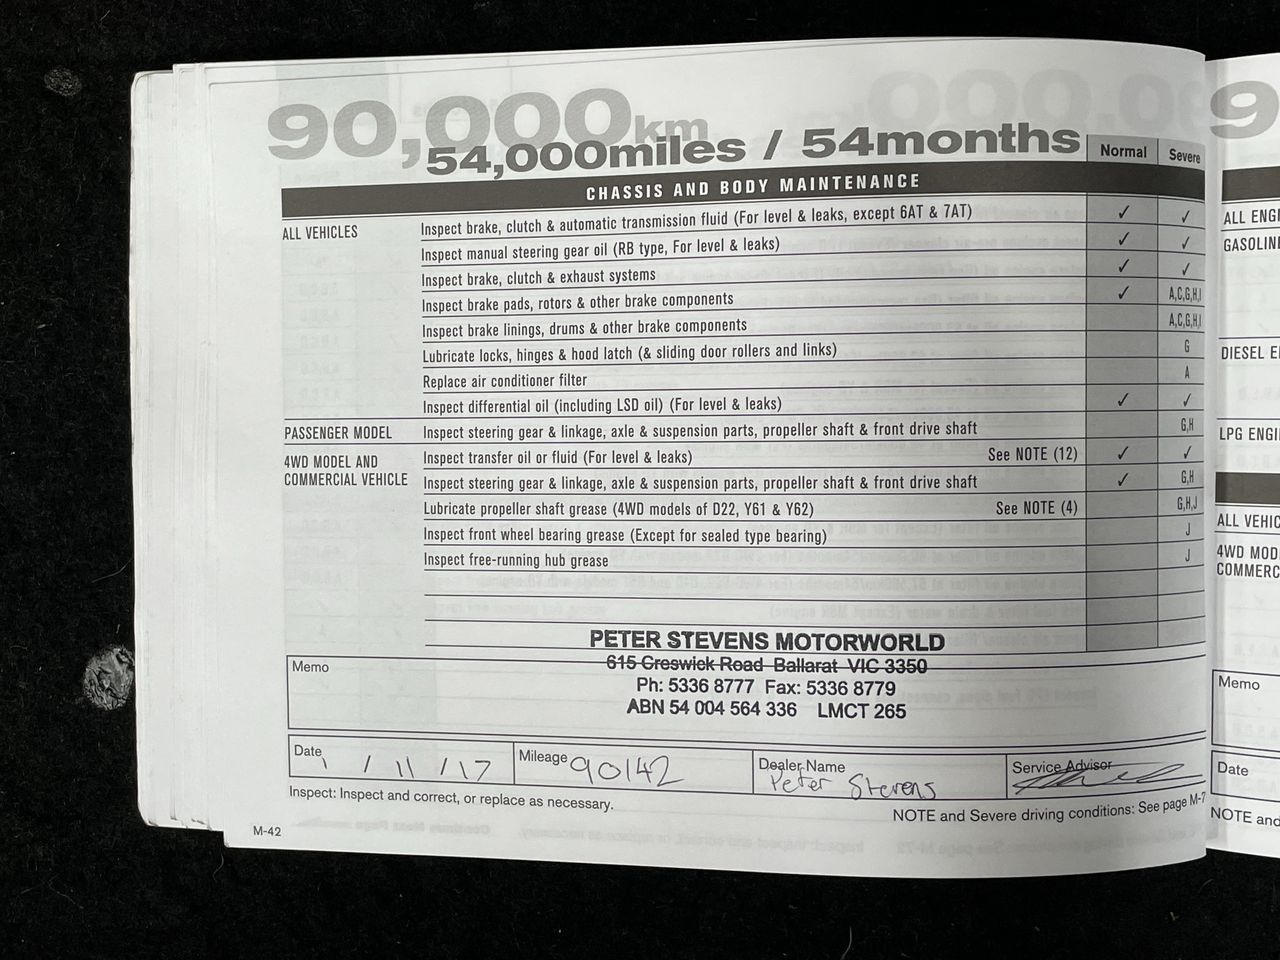 90,000km
54,000miles / 54months
Normal Severe
CHASSIS AND BODY MAINTENANCE
ALL VEHICLES Inspect brake, clutch & automatic transmission fluid (For level & leaks, except 6AT & 7AT) ✓ ✓
Inspect manual steering gear oil (RB type, For level & leaks) ✓ ✓
Inspect brake, clutch & exhaust systems ✓ ✓
Inspect brake pads, rotors & other brake components ✓ A,C,G,H,I
Inspect brake linings, drums & other brake components A,C,G,H,I
Lubricate locks, hinges & hood latch (& sliding door rollers and links) G
Replace air conditioner filter A
Inspect differential oil (including LSD oil) (For level & leaks) ✓ ✓
PASSENGER MODEL Inspect steering gear & linkage, axle & suspension parts, propeller shaft & front drive shaft G,H
4WD MODEL AND Inspect transfer oil or fluid (For level & leaks) See NOTE (12) ✓ ✓
COMMERCIAL VEHICLE Inspect steering gear & linkage, axle & suspension parts, propeller shaft & front drive shaft ✓ G,H
Lubricate propeller shaft grease (4WD models of D22, Y61 & Y62) See NOTE (4) G,H,J
Inspect front wheel bearing grease (Except for sealed type bearing) J
Inspect free-running hub grease J
PETER STEVENS MOTORWORLD
615 Creswick Road Ballarat VIC 3350
Ph: 5336 8777 Fax: 5336 8779
ABN 54 004 564 336 LMCT 265
Memo
Date 1 / 11 / 17 Mileage 90142 Dealer Name Peter Stevens Service Advisor
Inspect: Inspect and correct, or replace as necessary.
NOTE and Severe driving conditions: See page M-7
M-42
9
ALL ENGI
GASOLIN
DIESEL E
LPG ENGI
ALL VEHIC
4WD MOD
COMMERC
Memo
Date
NOTE and